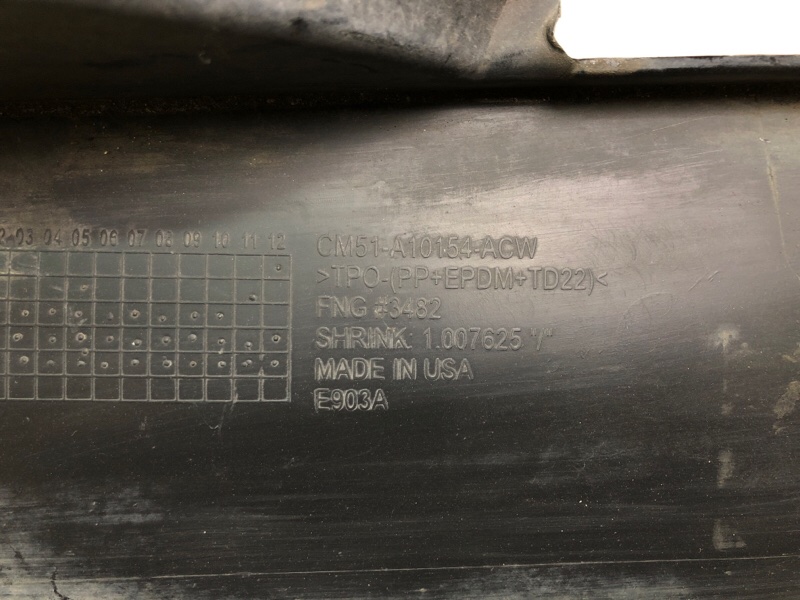 03 04 05 06 07 08 09 10 11 12
CM51-A10154-ACW
>TPO-(PP+EPDM+TD22)<
FNG #3482
SHRINK: 1.007625 "/"
MADE IN USA
E903A